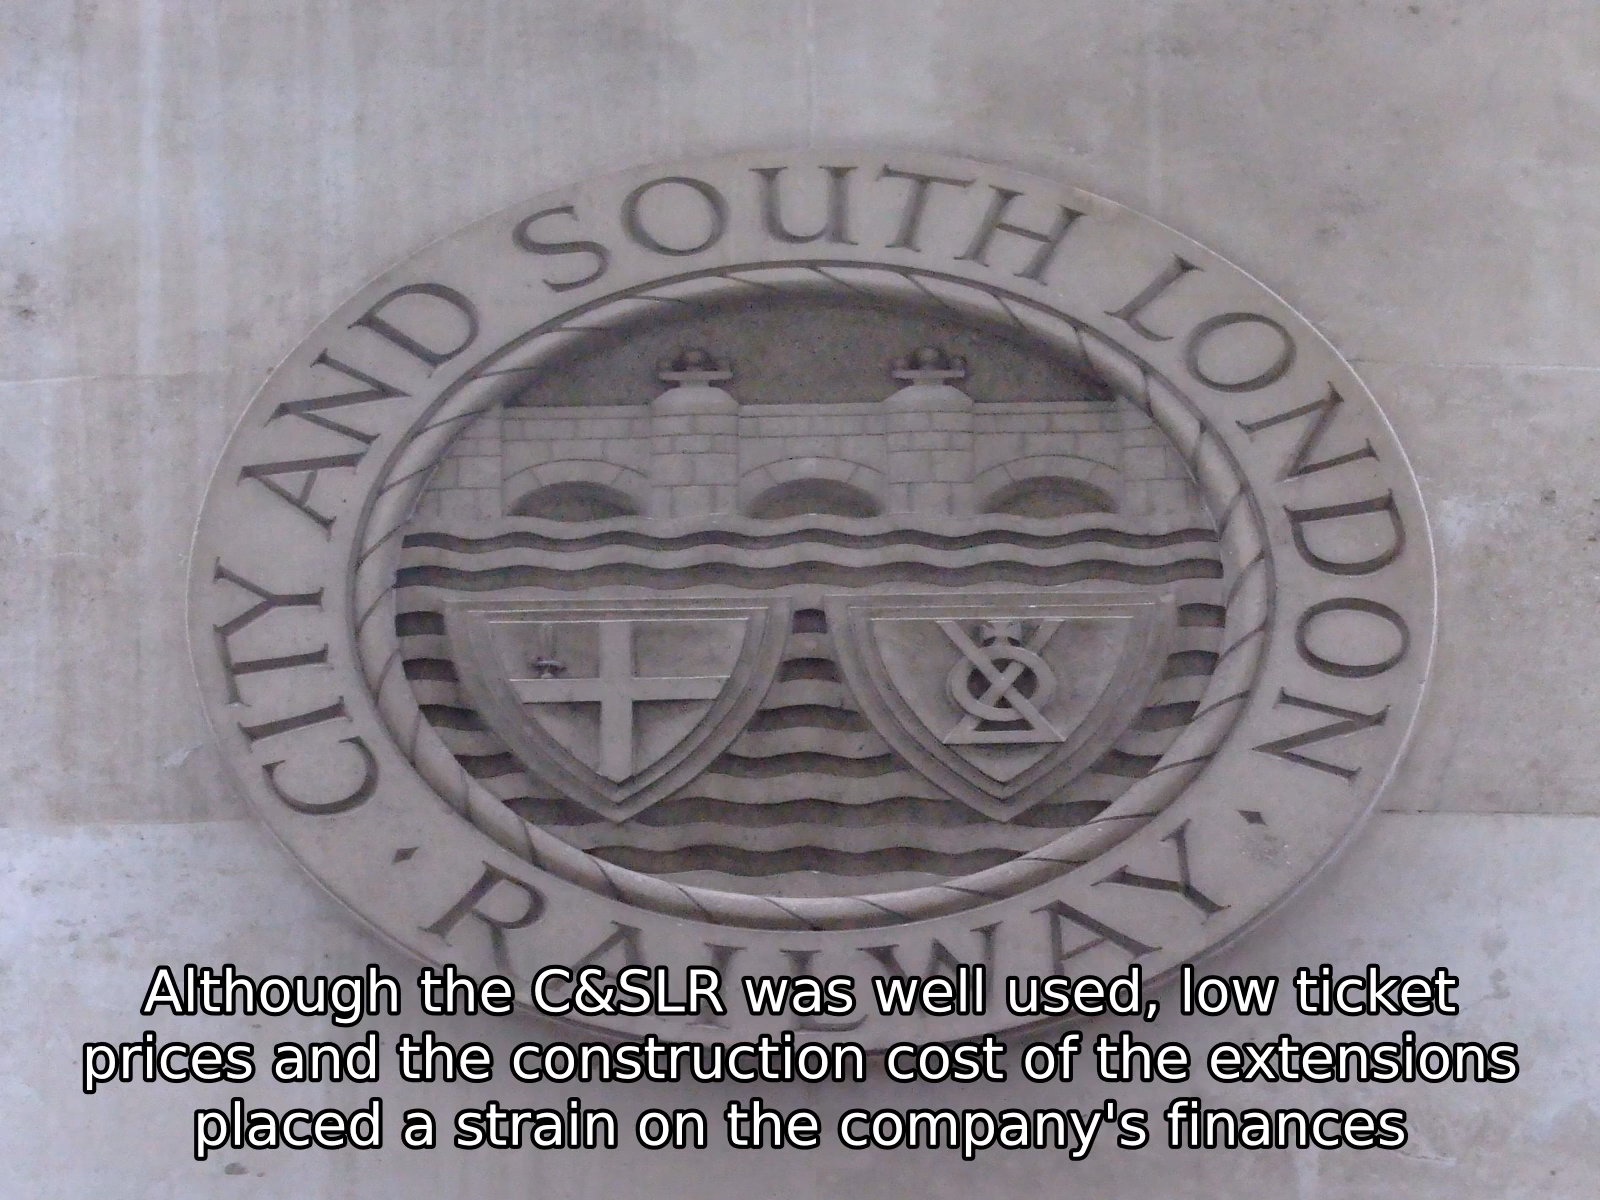 CITY AND SOUTH LONDON
· RAILWAY ·
Although the C&SLR was well used, low ticket
prices and the construction cost of the extensions
placed a strain on the company's finances